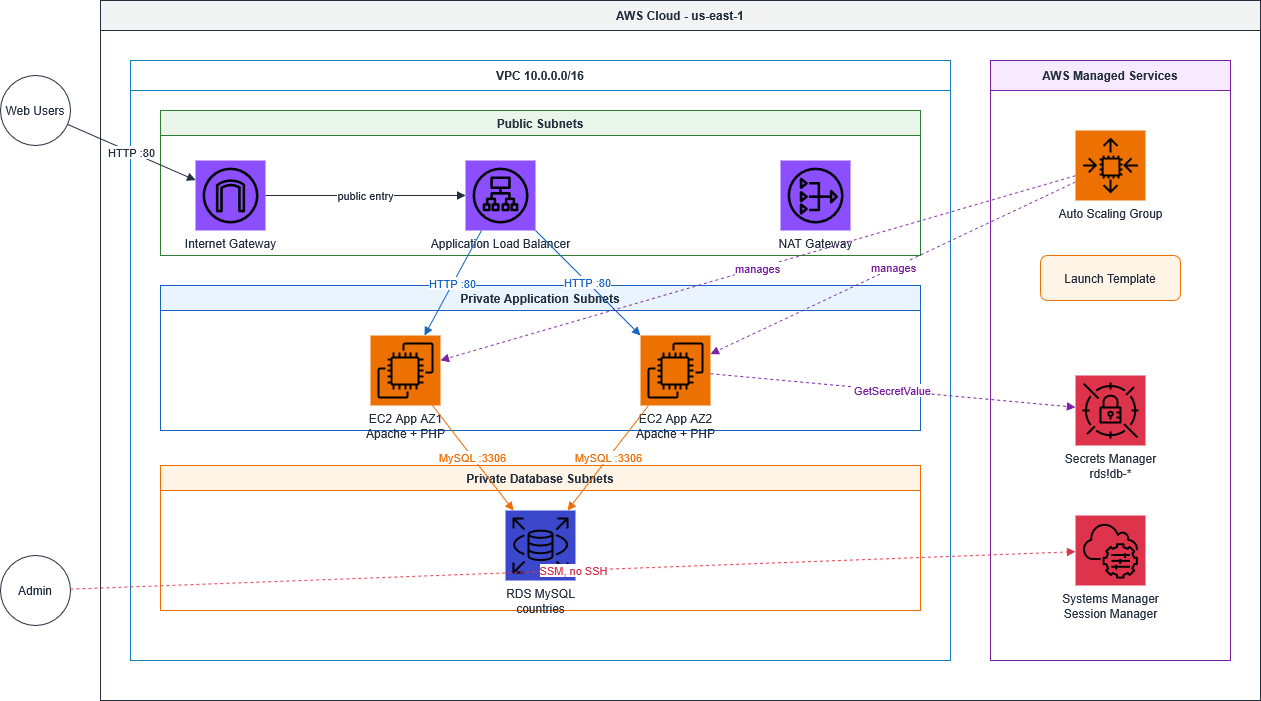 AWS Cloud - us-east-1
VPC 10.0.0.0/16
AWS Managed Services
Web Users
Public Subnets
HTTP :80
public entry
Internet Gateway
Application Load Balancer
NAT Gateway
Auto Scaling Group
manages
manages
Launch Template
HTTP :80
HTTP :80
Private Application Subnets
EC2 App AZ1
Apache + PHP
EC2 App AZ2
Apache + PHP
GetSecretValue
MySQL :3306
MySQL :3306
Secrets Manager
rds!db-*
Private Database Subnets
SSM, no SSH
RDS MySQL
countries
Admin
Systems Manager
Session Manager